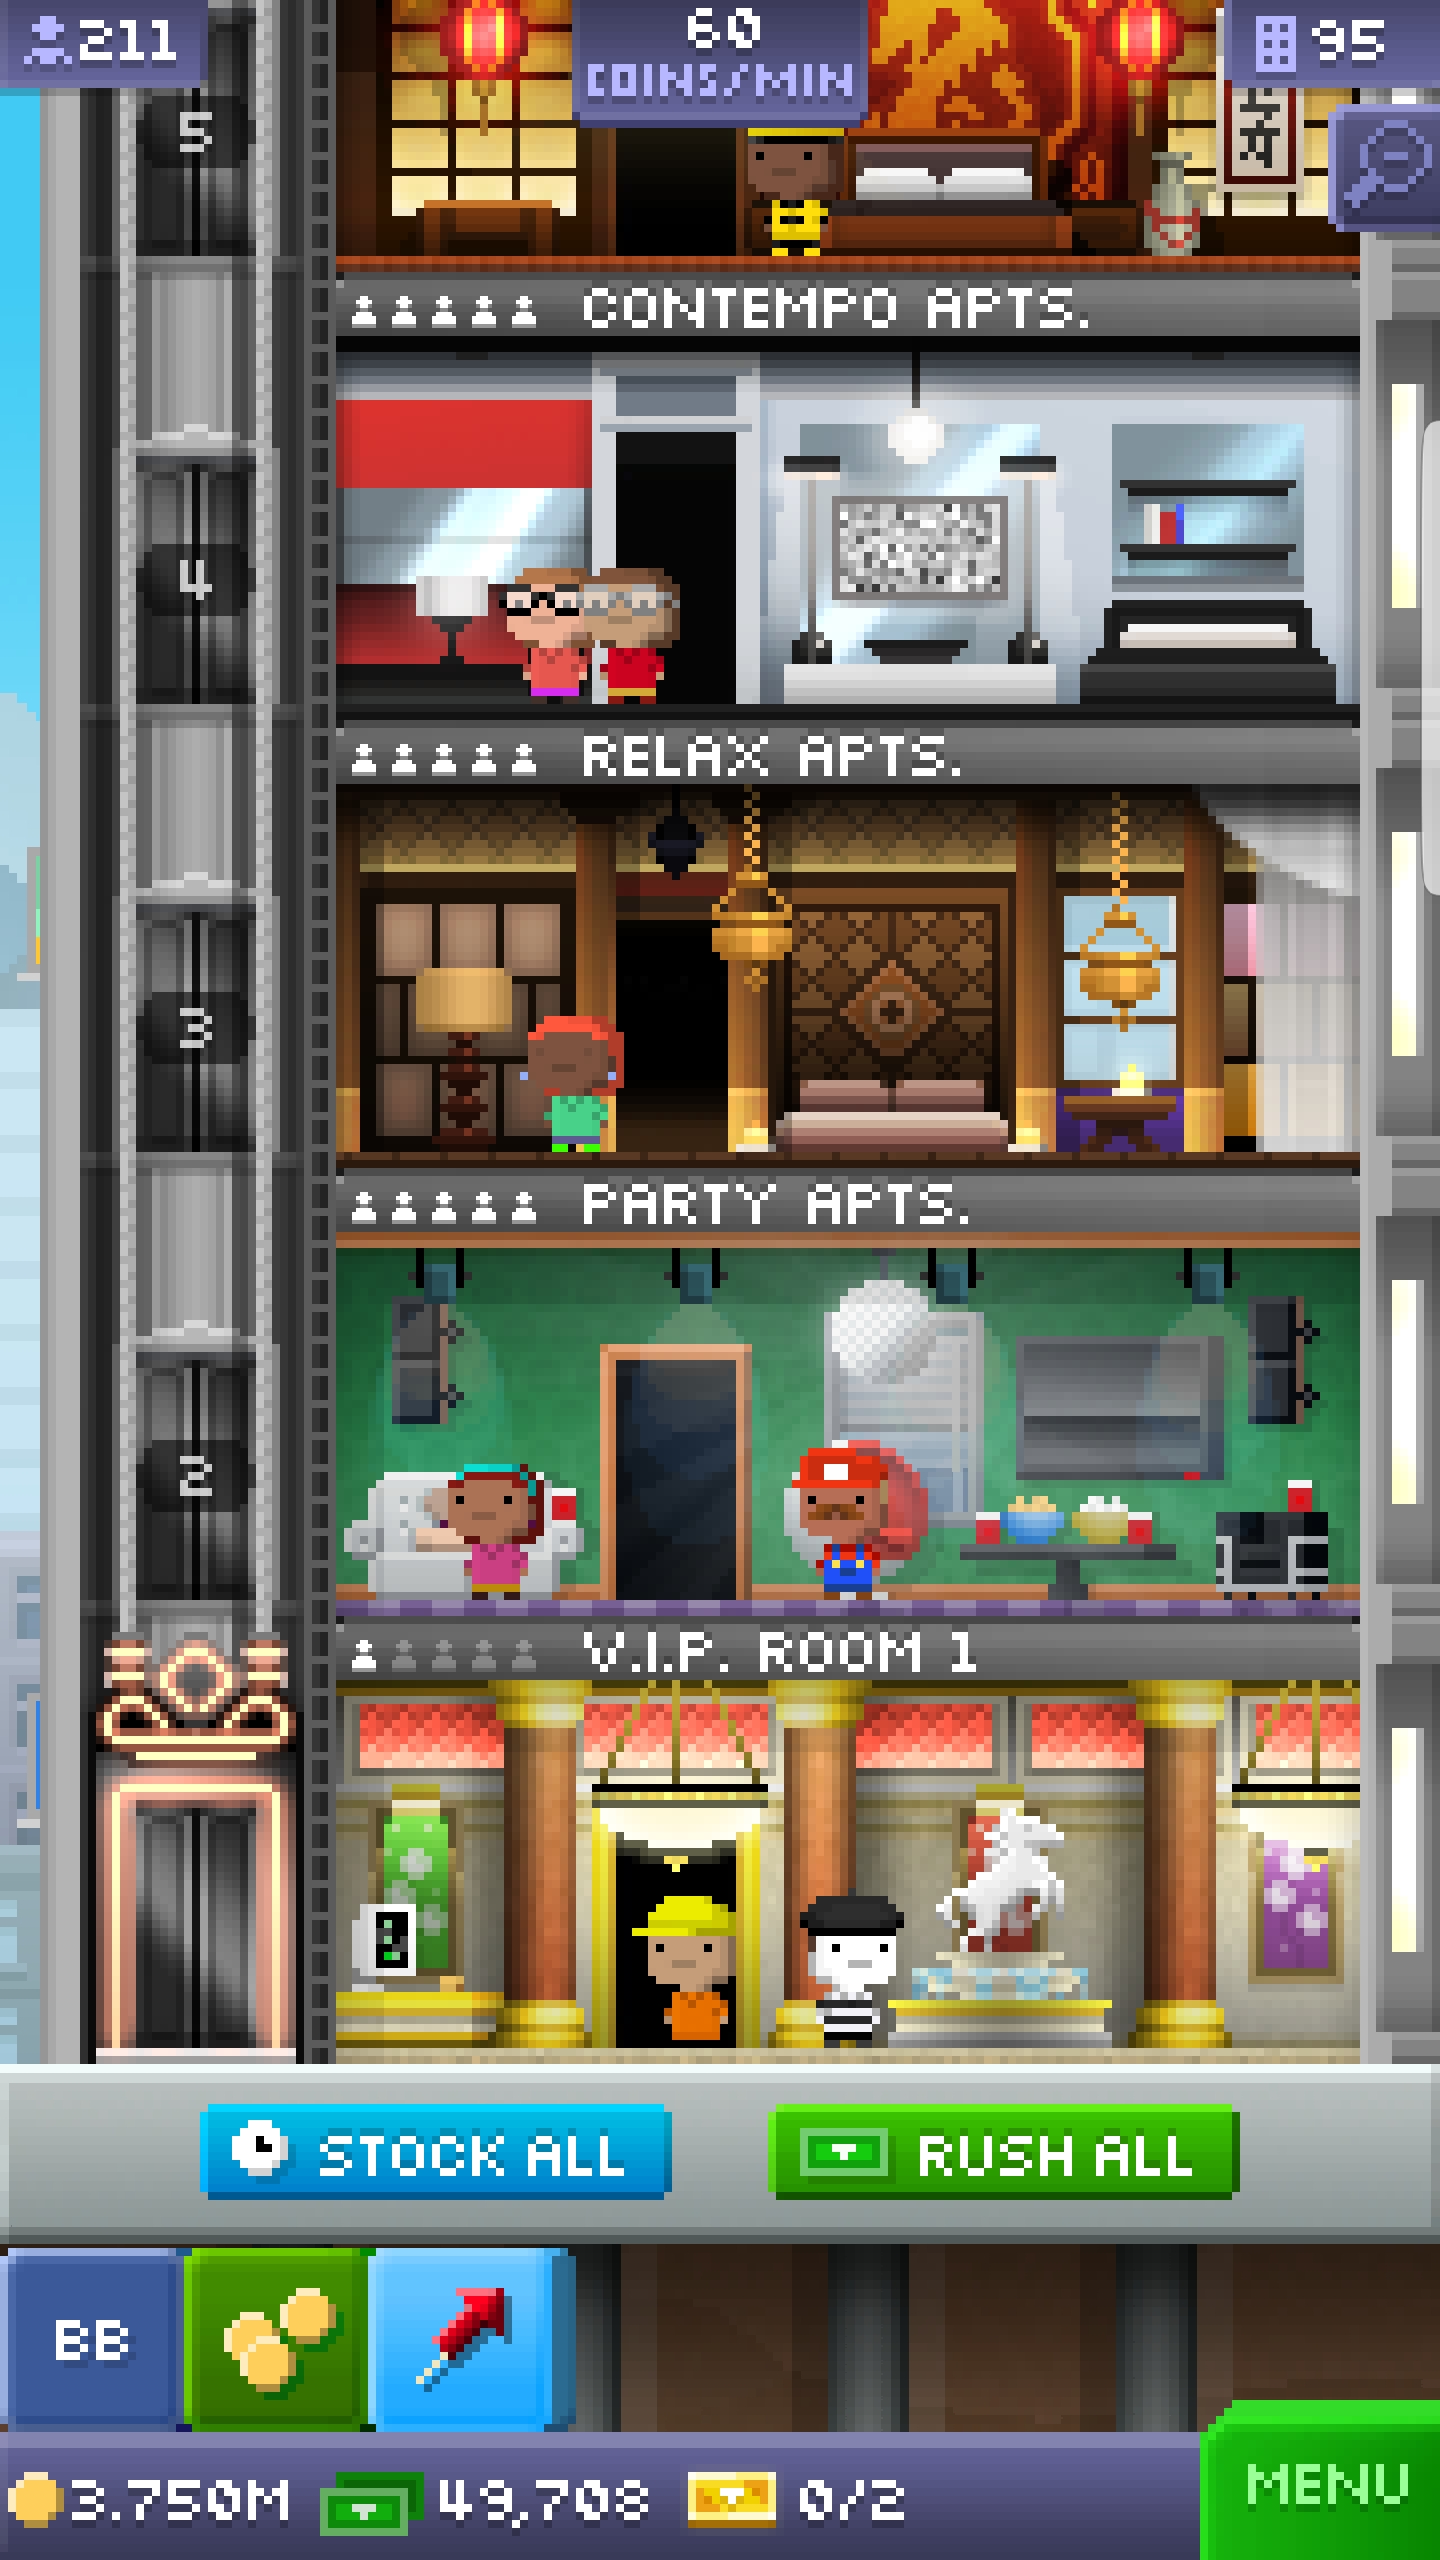 211
60
COINS/MIN
95
5
CONTEMPO APTS.
4
RELAX APTS.
3
PARTY APTS.
2
V.I.P. ROOM 1
STOCK ALL
RUSH ALL
BB
3.750M
49,708
0/2
MENU